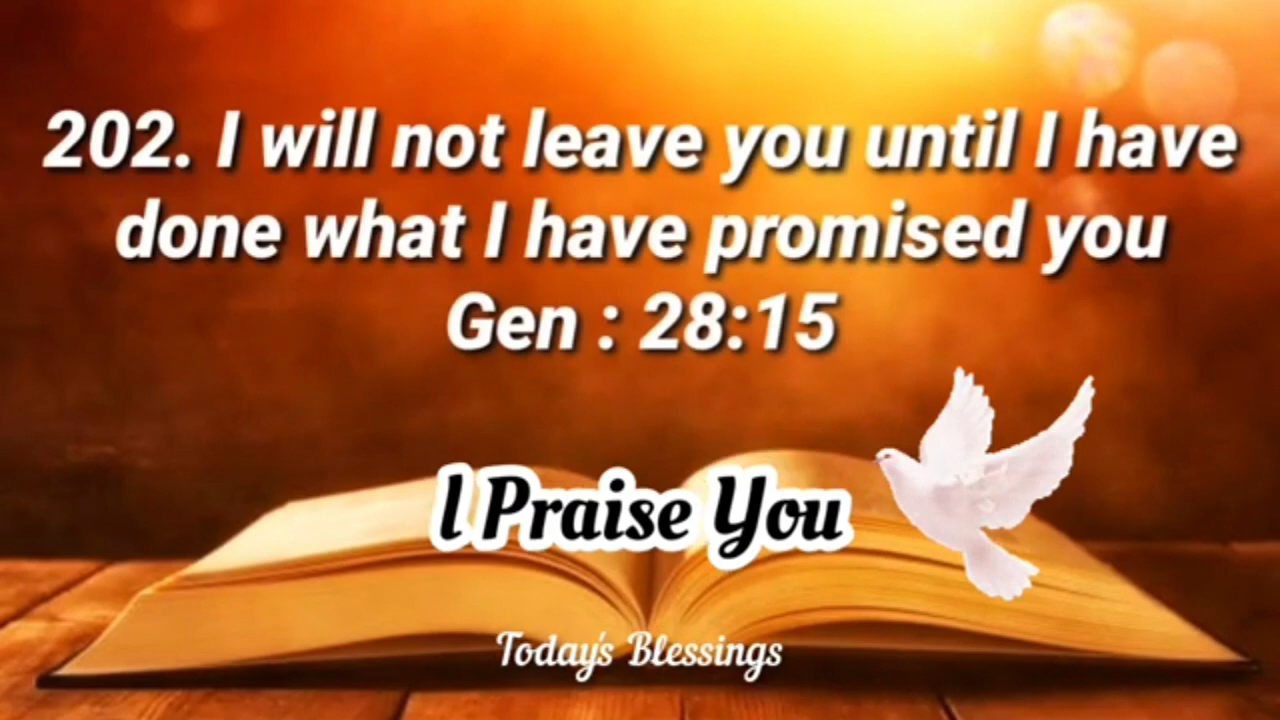 202. I will not leave you until I have
done what I have promised you
Gen : 28:15
I Praise You
Today's Blessings